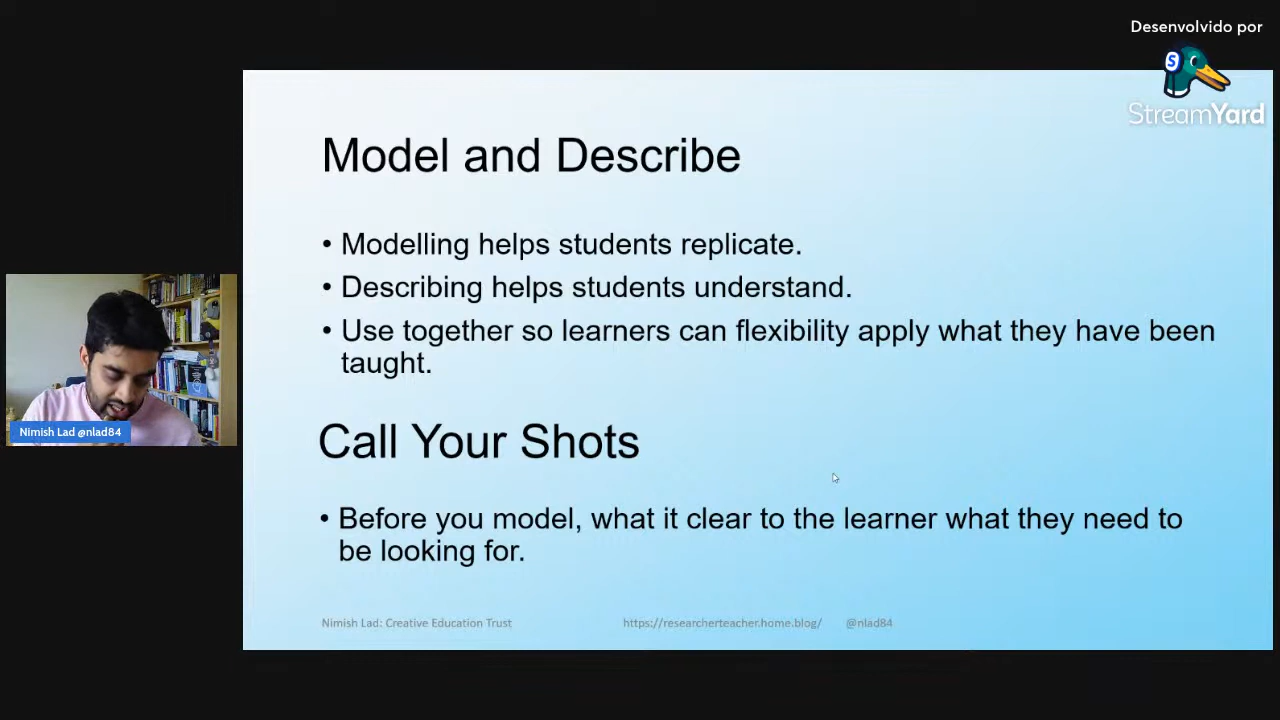 Desenvolvido por
StreamYard
Model and Describe
• Modelling helps students replicate.
• Describing helps students understand.
• Use together so learners can flexibility apply what they have been
taught.
Call Your Shots
• Before you model, what it clear to the learner what they need to
be looking for.
Nimish Lad: Creative Education Trust https://researcherteacher.home.blog/ @nlad84
Nimish Lad @nlad84